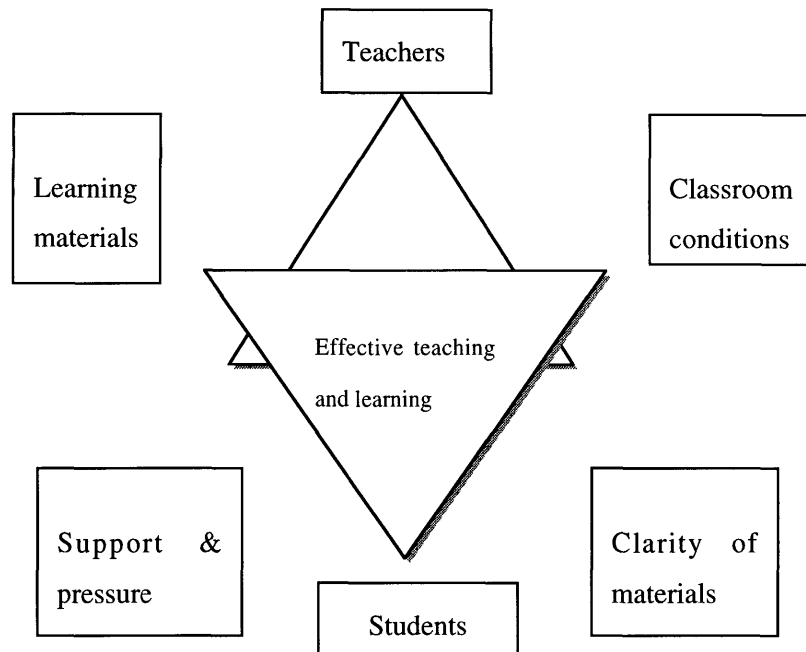 Teachers
Learning
materials
Classroom
conditions
Effective teaching
and learning
Support &
pressure
Clarity of
materials
Students